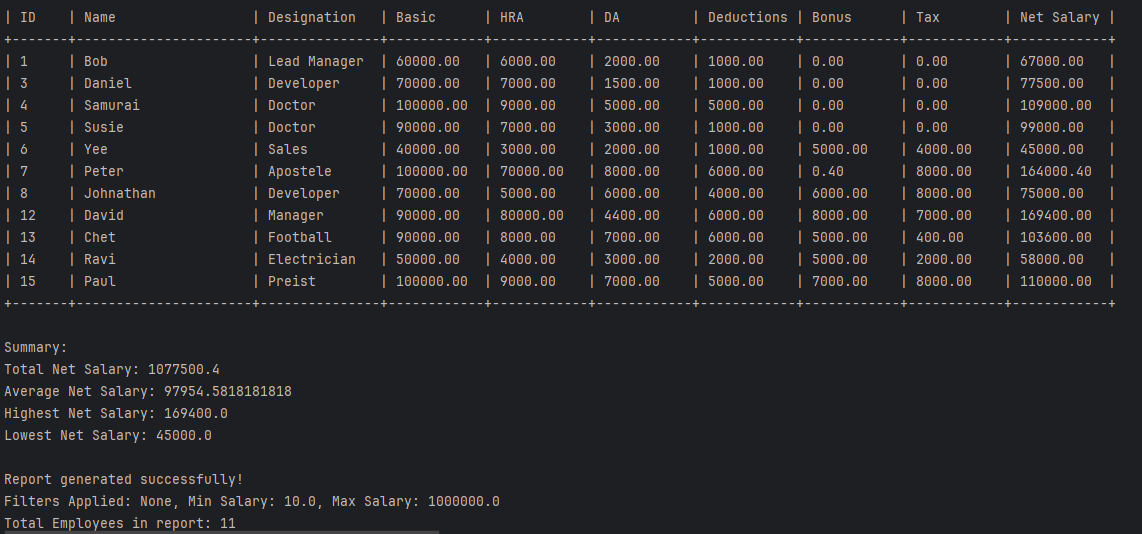 | ID    | Name                 | Designation   | Basic      | HRA        | DA         | Deductions | Bonus      | Tax        | Net Salary |
+-------+----------------------+---------------+------------+------------+------------+------------+------------+------------+------------+
| 1     | Bob                  | Lead Manager  | 60000.00   | 6000.00    | 2000.00    | 1000.00    | 0.00       | 0.00       | 67000.00   |
| 3     | Daniel               | Developer     | 70000.00   | 7000.00    | 1500.00    | 1000.00    | 0.00       | 0.00       | 77500.00   |
| 4     | Samurai              | Doctor        | 100000.00  | 9000.00    | 5000.00    | 5000.00    | 0.00       | 0.00       | 109000.00  |
| 5     | Susie                | Doctor        | 90000.00   | 7000.00    | 3000.00    | 1000.00    | 0.00       | 0.00       | 99000.00   |
| 6     | Yee                  | Sales         | 40000.00   | 3000.00    | 2000.00    | 1000.00    | 5000.00    | 4000.00    | 45000.00   |
| 7     | Peter                | Apostele      | 100000.00  | 70000.00   | 8000.00    | 6000.00    | 0.40       | 8000.00    | 164000.40  |
| 8     | Johnathan            | Developer     | 70000.00   | 5000.00    | 6000.00    | 4000.00    | 6000.00    | 8000.00    | 75000.00   |
| 12    | David                | Manager       | 90000.00   | 80000.00   | 4400.00    | 6000.00    | 8000.00    | 7000.00    | 169400.00  |
| 13    | Chet                 | Football      | 90000.00   | 8000.00    | 7000.00    | 6000.00    | 5000.00    | 400.00     | 103600.00  |
| 14    | Ravi                 | Electrician   | 50000.00   | 4000.00    | 3000.00    | 2000.00    | 5000.00    | 2000.00    | 58000.00   |
| 15    | Paul                 | Preist        | 100000.00  | 9000.00    | 7000.00    | 5000.00    | 7000.00    | 8000.00    | 110000.00  |
+-------+----------------------+---------------+------------+------------+------------+------------+------------+------------+------------+
Summary:
Total Net Salary: 1077500.4
Average Net Salary: 97954.5818181818
Highest Net Salary: 169400.0
Lowest Net Salary: 45000.0
Report generated successfully!
Filters Applied: None, Min Salary: 10.0, Max Salary: 1000000.0
Total Employees in report: 11